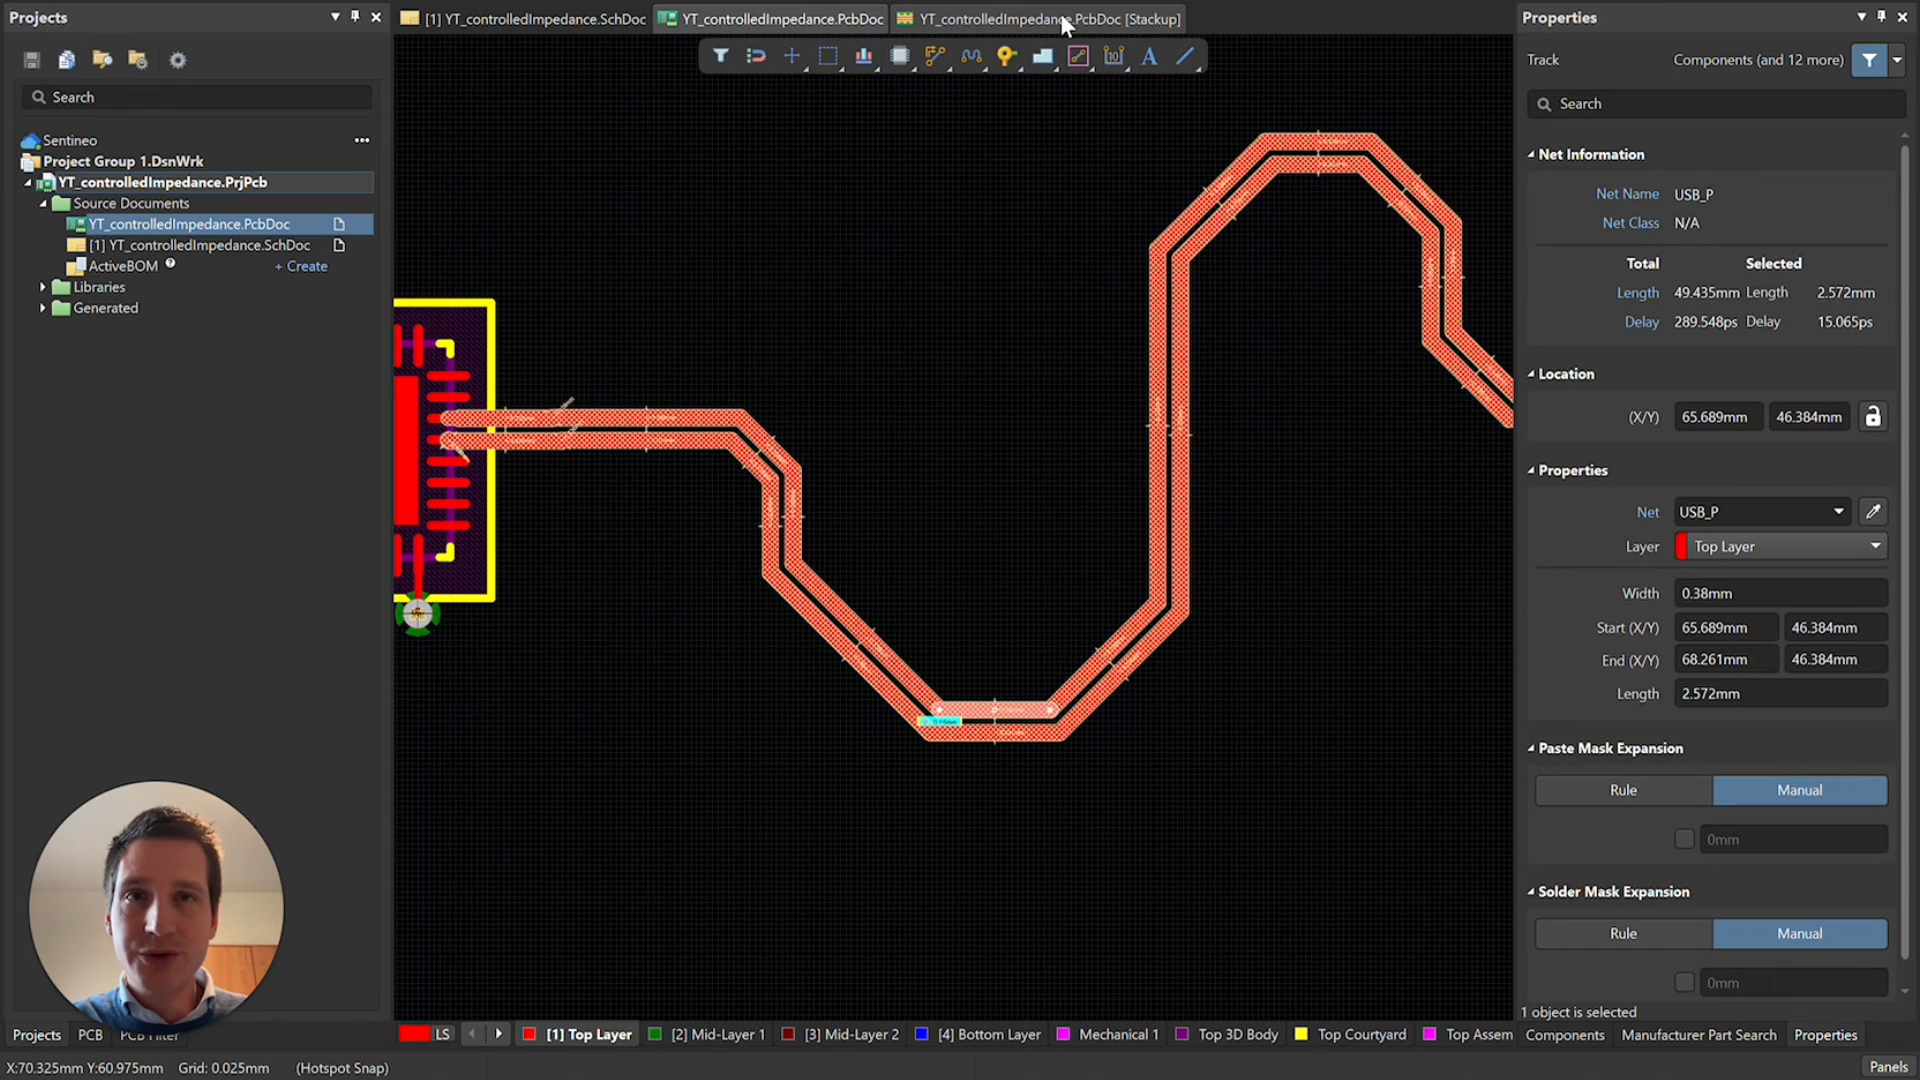 Projects
[1] YT_controlledImpedance.SchDoc
YT_controlledImpedance.PcbDoc
YT_controlledImpedance.PcbDoc [Stackup]
Properties
Track
Components (and 12 more)
Search
Search
Sentineo
Project Group 1.DsnWrk
YT_controlledImpedance.PrjPcb
Source Documents
YT_controlledImpedance.PcbDoc
[1] YT_controlledImpedance.SchDoc
ActiveBOM
+ Create
Libraries
Generated
Net Information
Net Name USB_P
Net Class N/A
Total Selected
Length 49.435mm Length 2.572mm
Delay 289.548ps Delay 15.065ps
Location
(X/Y) 65.689mm 46.384mm
Properties
Net USB_P
Layer Top Layer
Width 0.38mm
Start (X/Y) 65.689mm 46.384mm
End (X/Y) 68.261mm 46.384mm
Length 2.572mm
Paste Mask Expansion
Rule Manual
0mm
Solder Mask Expansion
Rule Manual
0mm
1 object is selected
Projects PCB PCB Filter
LS [1] Top Layer [2] Mid-Layer 1 [3] Mid-Layer 2 [4] Bottom Layer Mechanical 1 Top 3D Body Top Courtyard Top Assem
Components Manufacturer Part Search Properties
X:70.325mm Y:60.975mm Grid: 0.025mm (Hotspot Snap)
Panels